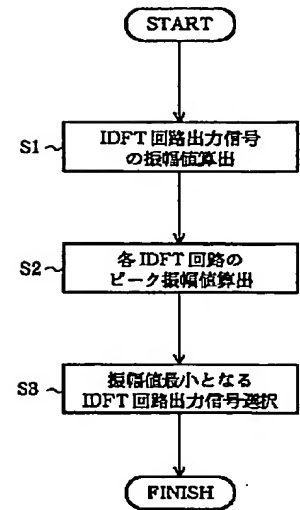 START
S1
IDFT 回路出力信号
の振幅値算出
S2
各 IDFT 回路の
ピーク振幅値算出
S3
振幅値最小となる
IDFT 回路出力信号選択
FINISH